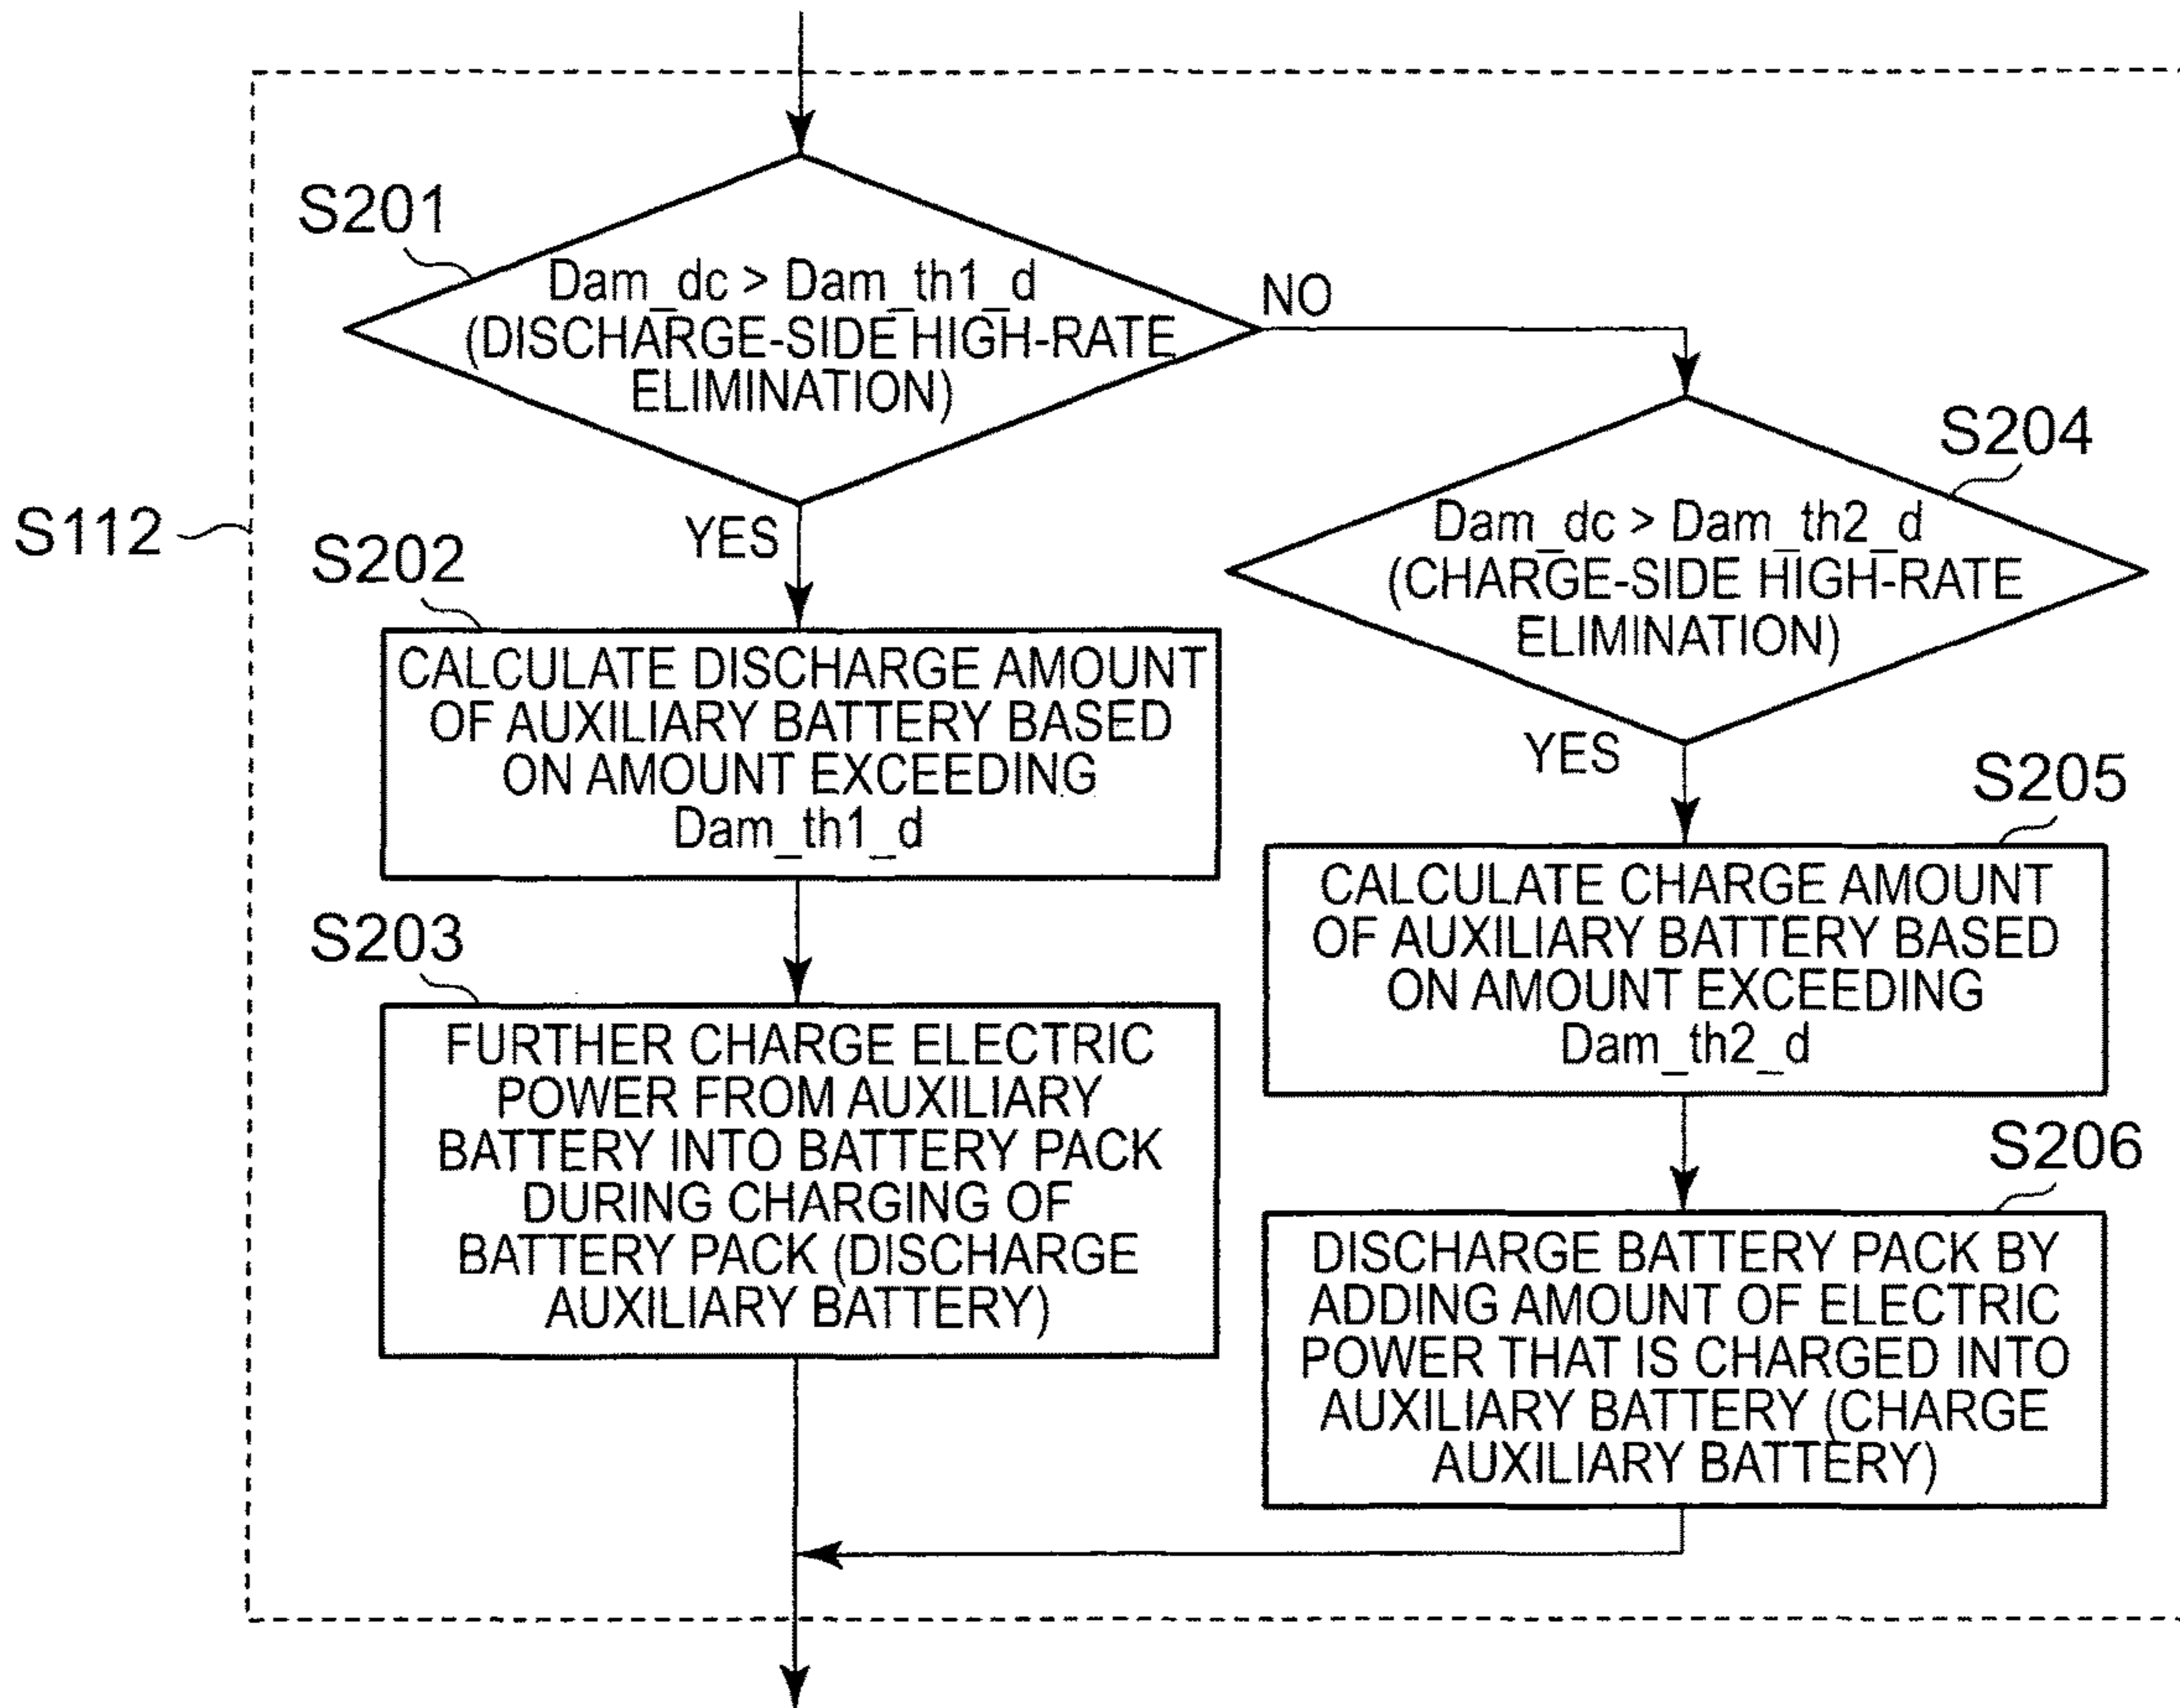 S112
S201
Dam_dc > Dam_th1_d
(DISCHARGE-SIDE HIGH-RATE
ELIMINATION)
NO
YES
S202
CALCULATE DISCHARGE AMOUNT
OF AUXILIARY BATTERY BASED
ON AMOUNT EXCEEDING
Dam_th1_d
S203
FURTHER CHARGE ELECTRIC
POWER FROM AUXILIARY
BATTERY INTO BATTERY PACK
DURING CHARGING OF
BATTERY PACK (DISCHARGE
AUXILIARY BATTERY)
S204
Dam_dc > Dam_th2_d
(CHARGE-SIDE HIGH-RATE
ELIMINATION)
YES
S205
CALCULATE CHARGE AMOUNT
OF AUXILIARY BATTERY BASED
ON AMOUNT EXCEEDING
Dam_th2_d
S206
DISCHARGE BATTERY PACK BY
ADDING AMOUNT OF ELECTRIC
POWER THAT IS CHARGED INTO
AUXILIARY BATTERY (CHARGE
AUXILIARY BATTERY)